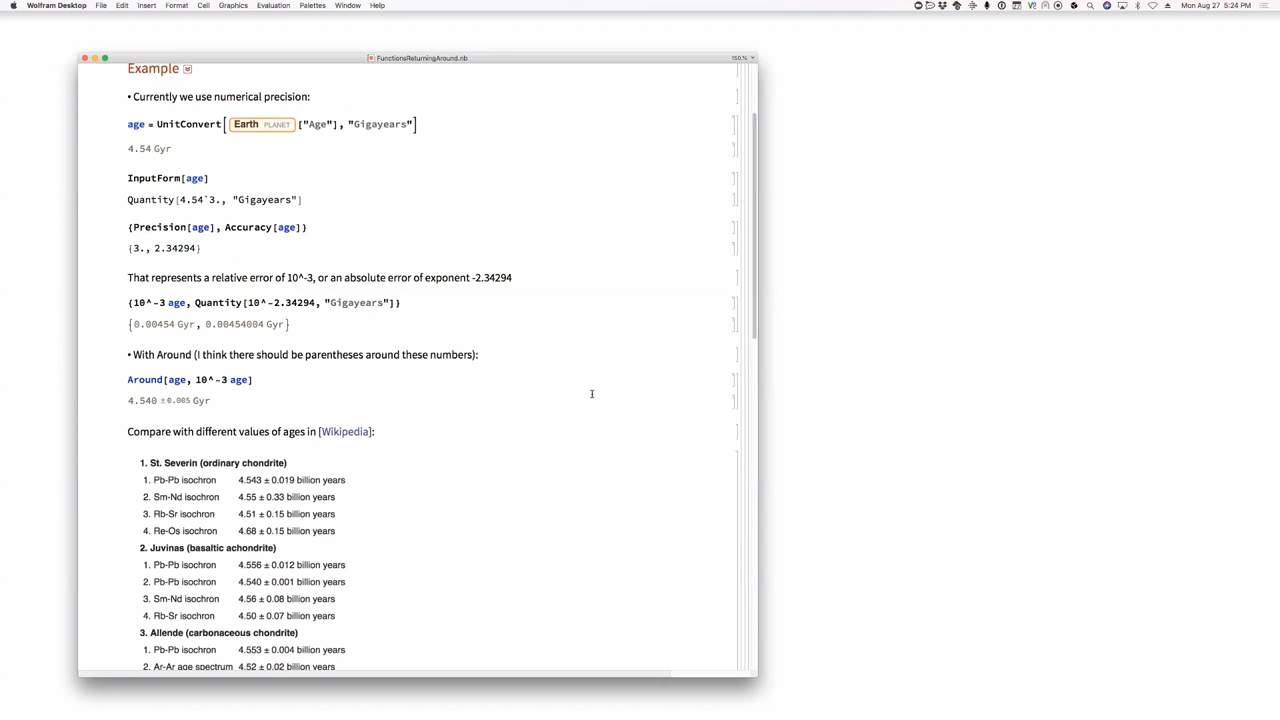 Wolfram Desktop File Edit Insert Format Cell Graphics Evaluation Palettes Window Help Mon Aug 27 5:24 PM
FunctionsReturningAround.nb 150%
Example
• Currently we use numerical precision:
age = UnitConvert[Earth PLANET ["Age"], "Gigayears"]
4.54 Gyr
InputForm[age]
Quantity[4.54`3., "Gigayears"]
{Precision[age], Accuracy[age]}
{3., 2.34294}
That represents a relative error of 10^-3, or an absolute error of exponent -2.34294
{10^-3 age, Quantity[10^-2.34294, "Gigayears"]}
{0.00454 Gyr, 0.00454004 Gyr}
• With Around (I think there should be parentheses around these numbers):
Around[age, 10^-3 age]
4.540 ± 0.005 Gyr
Compare with different values of ages in [Wikipedia]:
1. St. Severin (ordinary chondrite)
1. Pb-Pb isochron 4.543 ± 0.019 billion years
2. Sm-Nd isochron 4.55 ± 0.33 billion years
3. Rb-Sr isochron 4.51 ± 0.15 billion years
4. Re-Os isochron 4.68 ± 0.15 billion years
2. Juvinas (basaltic achondrite)
1. Pb-Pb isochron 4.556 ± 0.012 billion years
2. Pb-Pb isochron 4.540 ± 0.001 billion years
3. Sm-Nd isochron 4.56 ± 0.08 billion years
4. Rb-Sr isochron 4.50 ± 0.07 billion years
3. Allende (carbonaceous chondrite)
1. Pb-Pb isochron 4.553 ± 0.004 billion years
2. Ar-Ar age spectrum 4.52 ± 0.02 billion years